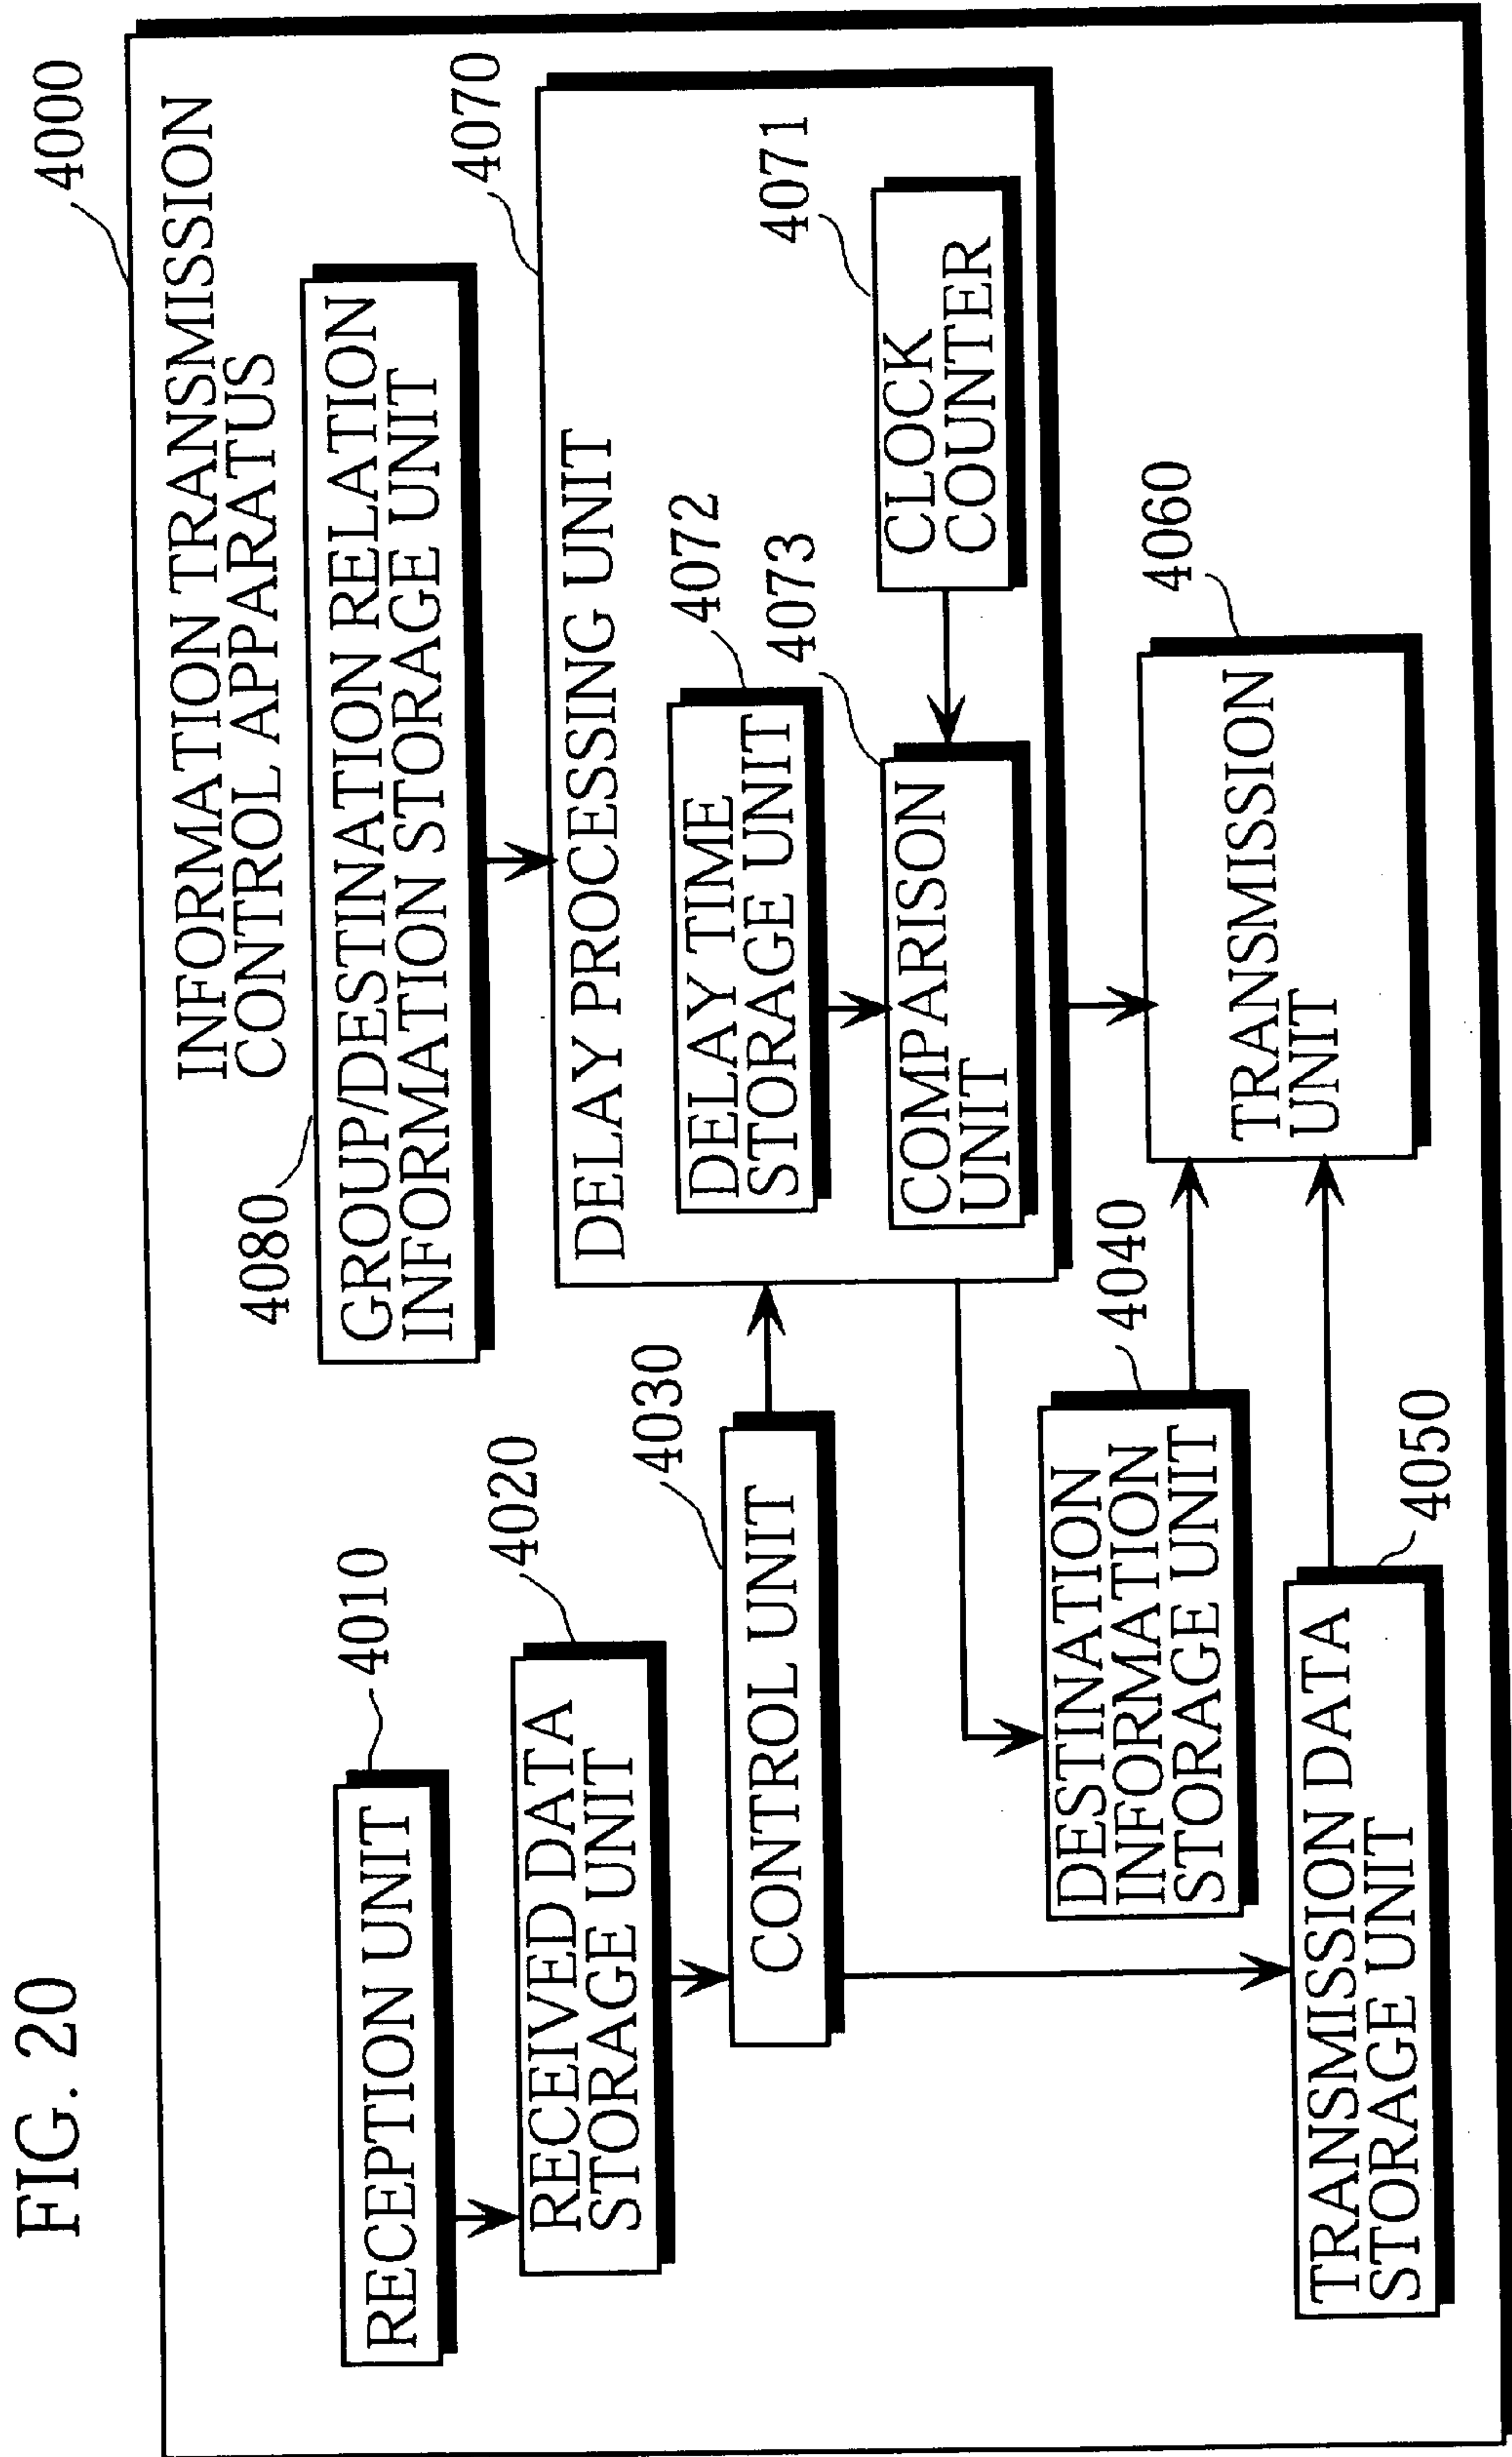 FIG. 20
4000
INFORMATION TRANSMISSION
CONTROL APPARATUS
4080
GROUP/DESTINATION RELATION
INFORMATION STORAGE UNIT
4010
RECEPTION UNIT
4020
RECEIVED DATA
STORAGE UNIT
4030
CONTROL UNIT
4070
DELAY PROCESSING UNIT
4072
DELAY TIME
STORAGE UNIT
4073
COMPARISON
UNIT
4071
CLOCK
COUNTER
4040
DESTINATION
INFORMATION
STORAGE UNIT
4050
TRANSMISSION DATA
STORAGE UNIT
4060
TRANSMISSION
UNIT